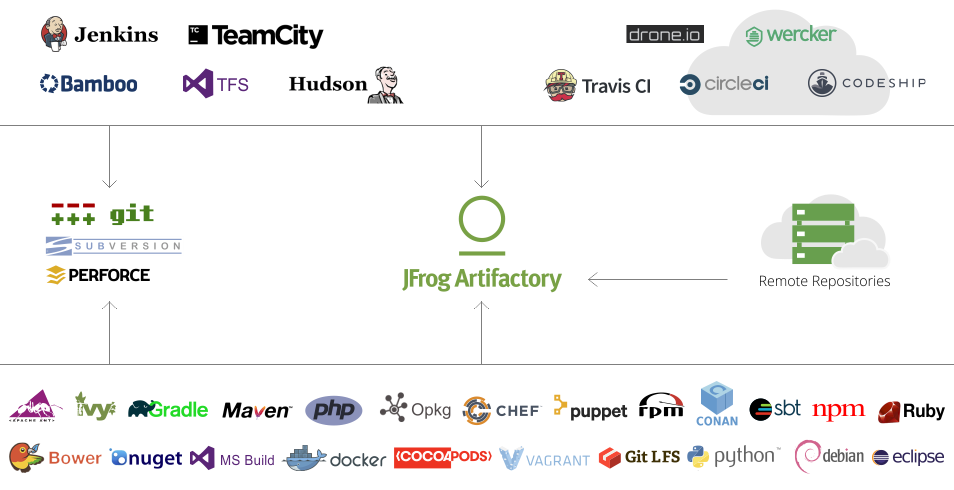 Jenkins
TC TeamCity
drone.io
wercker
Bamboo
TFS
Hudson
Travis CI
circleci
CODESHIP
git
SUBVERSION
PERFORCE
JFrog Artifactory
Remote Repositories
APACHE ANT
ivy
Gradle
Maven™
php
Opkg
CHEF
puppet
rpm
CONAN
sbt
npm
Ruby
Bower
nuget
MS Build
docker
COCOAPODS
VAGRANT
Git LFS
python™
debian
eclipse